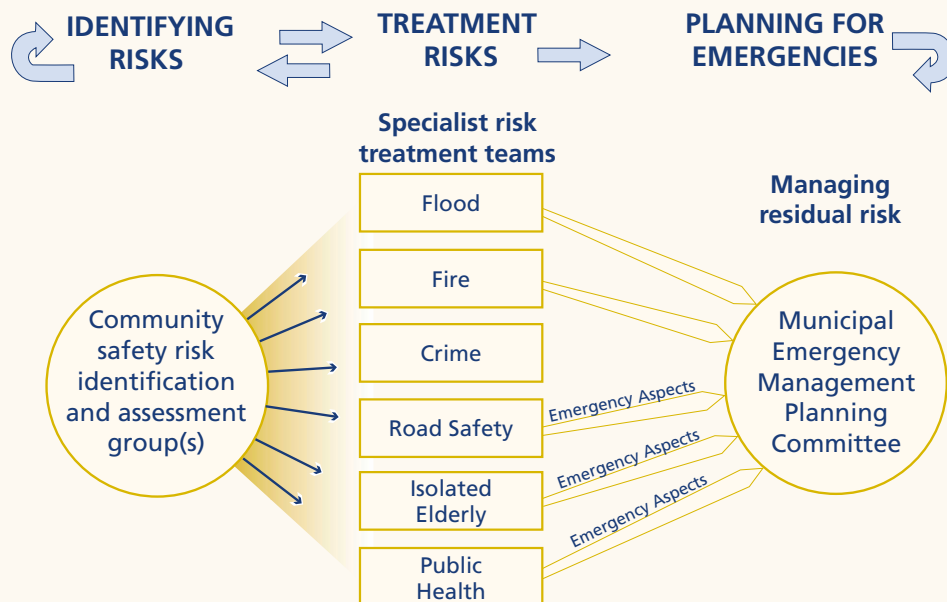 IDENTIFYING
RISKS
TREATMENT
RISKS
PLANNING FOR
EMERGENCIES
Specialist risk
treatment teams
Managing
residual risk
Community
safety risk
identification
and assessment
group(s)
Flood
Fire
Crime
Road Safety
Isolated
Elderly
Public
Health
Emergency Aspects
Emergency Aspects
Emergency Aspects
Municipal
Emergency
Management
Planning
Committee